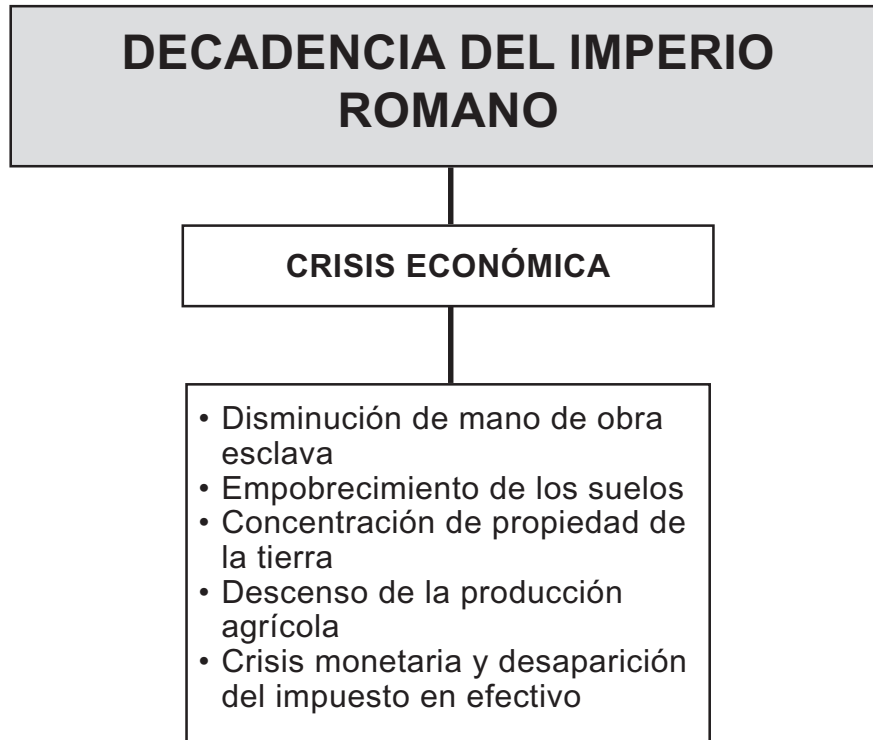 DECADENCIA DEL IMPERIO
ROMANO
CRISIS ECONÓMICA
• Disminución de mano de obra
esclava
• Empobrecimiento de los suelos
• Concentración de propiedad de
la tierra
• Descenso de la producción
agrícola
• Crisis monetaria y desaparición
del impuesto en efectivo